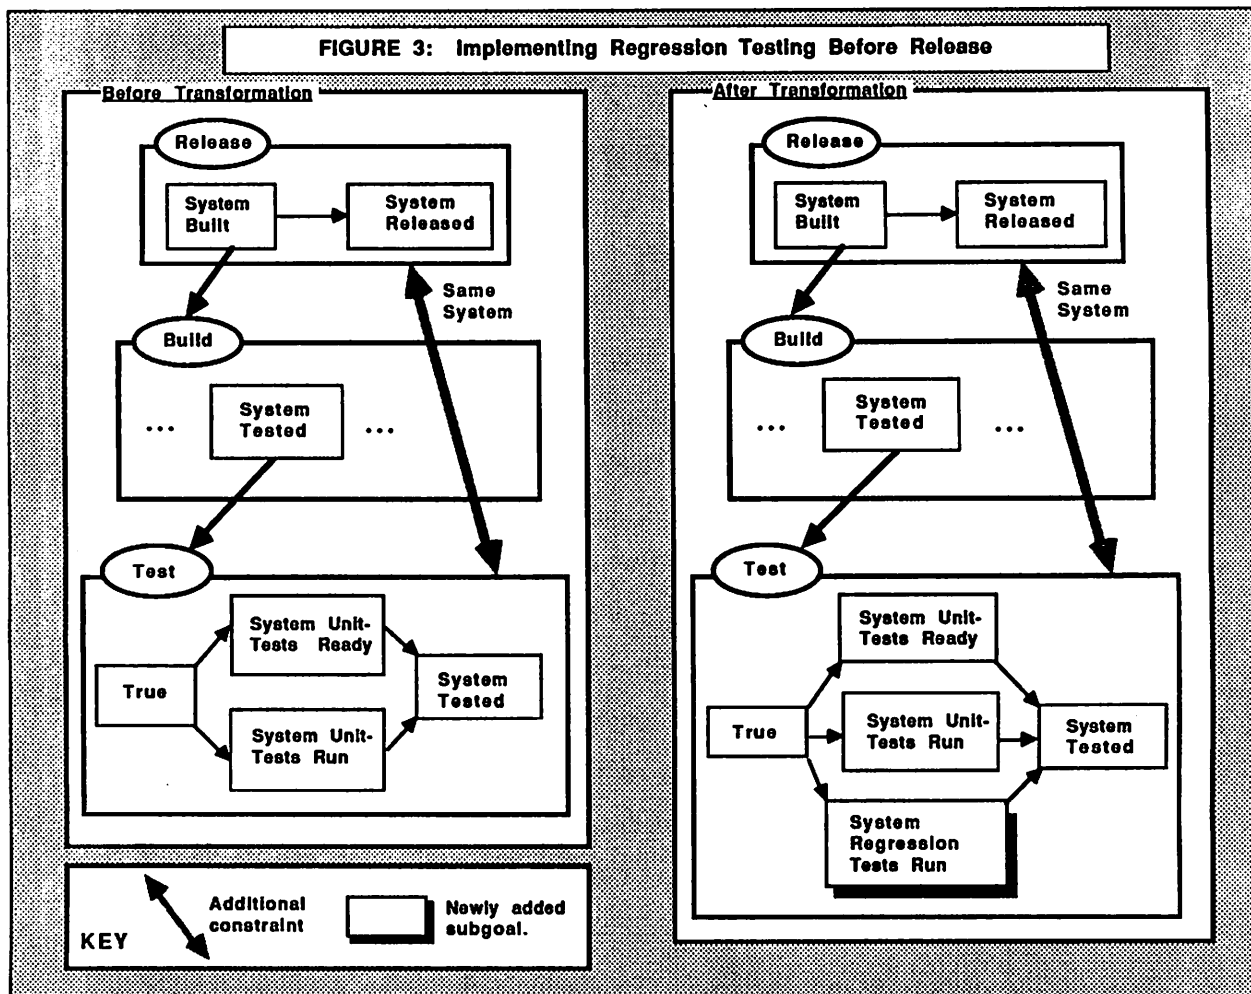 FIGURE 3: Implementing Regression Testing Before Release
Before Transformation
Release
System
Built
System
Released
Same
System
Build
...
System
Tested
...
Test
True
System Unit-
Tests Ready
System Unit-
Tests Run
System
Tested
KEY
Additional
constraint
Newly added
subgoal.
After Transformation
Release
System
Built
System
Released
Same
System
Build
...
System
Tested
...
Test
True
System Unit-
Tests Ready
System Unit-
Tests Run
System
Regression
Tests Run
System
Tested